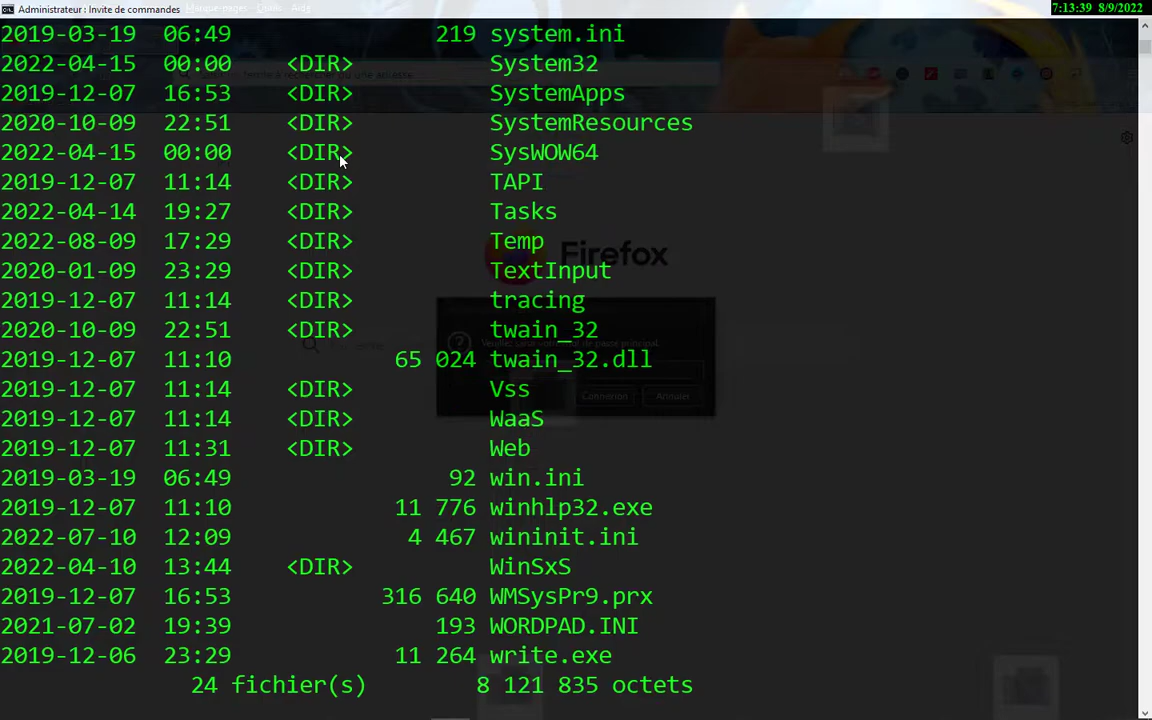 Administrateur : Invite de commandes
7:13:39 8/9/2022
2019-03-19 06:49 219 system.ini
2022-04-15 00:00 <DIR> System32
2019-12-07 16:53 <DIR> SystemApps
2020-10-09 22:51 <DIR> SystemResources
2022-04-15 00:00 <DIR> SysWOW64
2019-12-07 11:14 <DIR> TAPI
2022-04-14 19:27 <DIR> Tasks
2022-08-09 17:29 <DIR> Temp
Firefox
2020-01-09 23:29 <DIR> TextInput
2019-12-07 11:14 <DIR> tracing
2020-10-09 22:51 <DIR> twain_32
2019-12-07 11:10 65 024 twain_32.dll
2019-12-07 11:14 <DIR> Vss
Connexion Annuler
2019-12-07 11:14 <DIR> WaaS
2019-12-07 11:31 <DIR> Web
2019-03-19 06:49 92 win.ini
2019-12-07 11:10 11 776 winhlp32.exe
2022-07-10 12:09 4 467 wininit.ini
2022-04-10 13:44 <DIR> WinSxS
2019-12-07 16:53 316 640 WMSysPr9.prx
2021-07-02 19:39 193 WORDPAD.INI
2019-12-06 23:29 11 264 write.exe
24 fichier(s) 8 121 835 octets